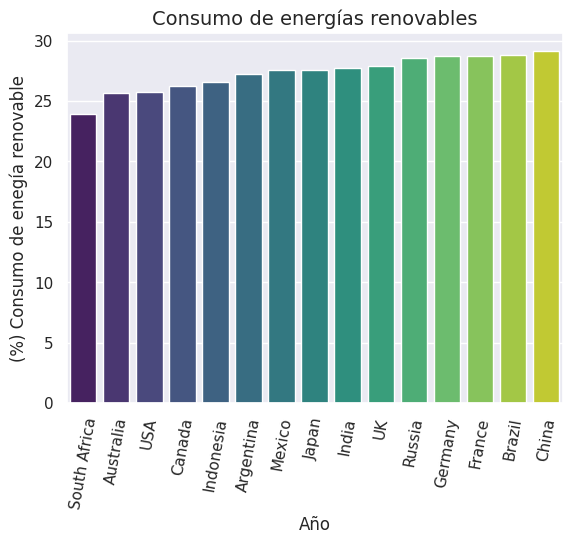 Consumo de energías renovables
(%) Consumo de enegía renovable
30
25
20
15
10
5
0
South Africa
Australia
USA
Canada
Indonesia
Argentina
Mexico
Japan
India
UK
Russia
Germany
France
Brazil
China
Año